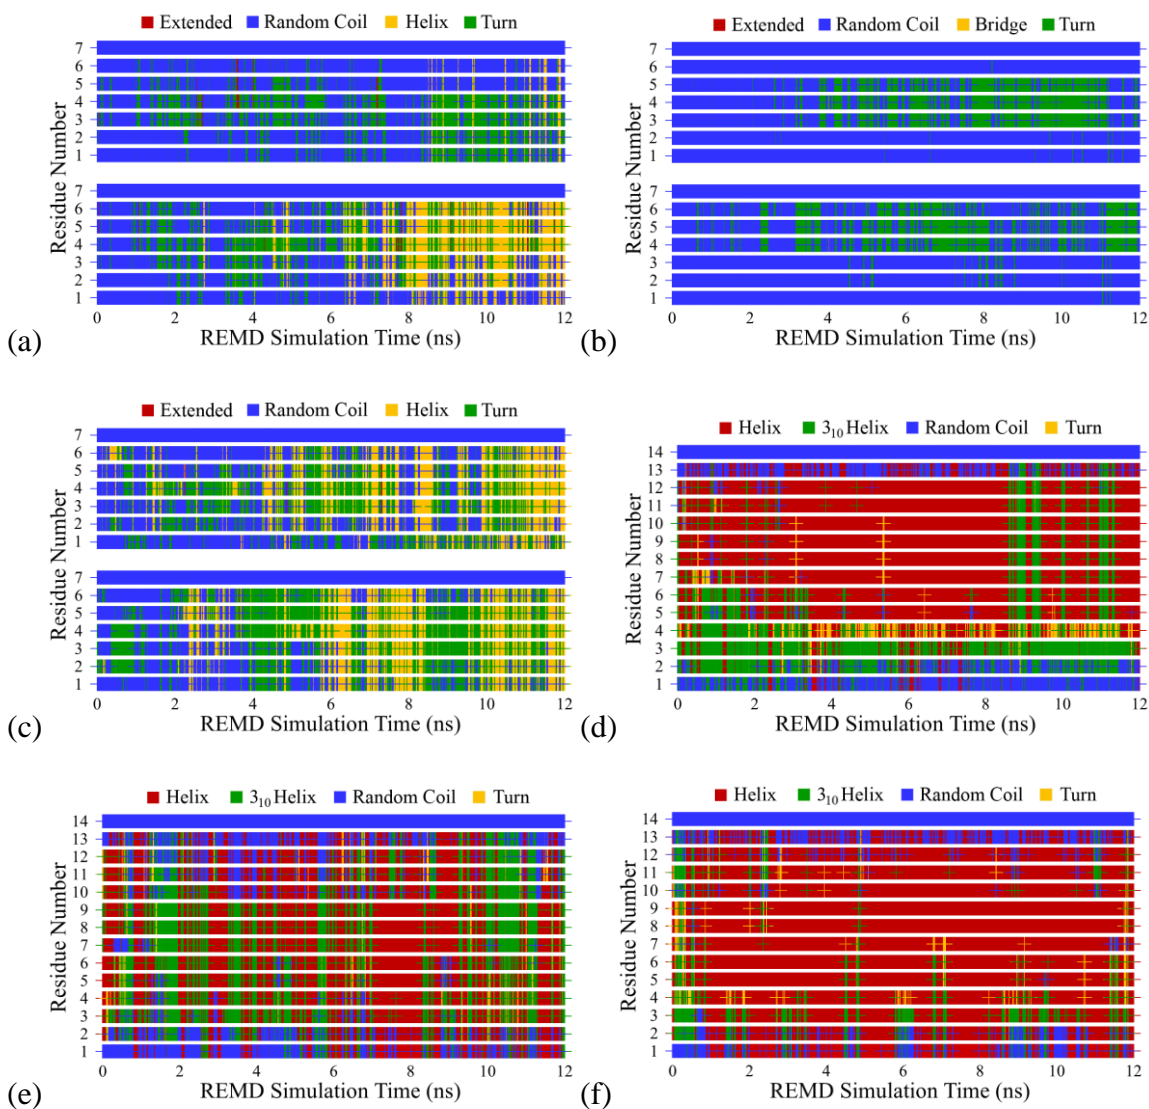 Extended Random Coil Helix Turn
Residue Number
7
6
5
4
3
2
1
Residue Number
7
6
5
4
3
2
1
0 2 4 6 8 10 12
REMD Simulation Time (ns)
(a)
Extended Random Coil Bridge Turn
Residue Number
7
6
5
4
3
2
1
7
6
5
4
3
2
1
0 2 4 6 8 10 12
REMD Simulation Time (ns)
(b)
Extended Random Coil Helix Turn
Residue Number
7
6
5
4
3
2
1
7
6
5
4
3
2
1
0 2 4 6 8 10 12
REMD Simulation Time (ns)
(c)
Helix 3₁₀ Helix Random Coil Turn
Residue Number
14
13
12
11
10
9
8
7
6
5
4
3
2
1
0 2 4 6 8 10 12
REMD Simulation Time (ns)
(d)
Helix 3₁₀ Helix Random Coil Turn
Residue Number
14
13
12
11
10
9
8
7
6
5
4
3
2
1
0 2 4 6 8 10 12
REMD Simulation Time (ns)
(e)
Helix 3₁₀ Helix Random Coil Turn
Residue Number
14
13
12
11
10
9
8
7
6
5
4
3
2
1
0 2 4 6 8 10 12
REMD Simulation Time (ns)
(f)